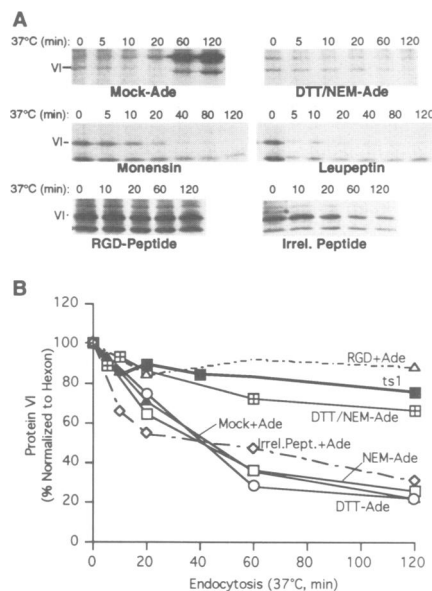 A
37°C (min): 0 5 10 20 60 120
VI
Mock-Ade
37°C (min): 0 5 10 20 60 120
DTT/NEM-Ade
37°C (min): 0 5 10 20 40 80 120
VI-
Monensin
0 5 10 20 40 80 120
Leupeptin
37°C (min): 0 10 20 60 120
VI·
RGD-Peptide
37°C (min): 0 10 20 60 120
Irrel. Peptide
B
Protein VI
(% Normalized to Hexon)
120
100
80
60
40
20
0
RGD+Ade
ts1
DTT/NEM-Ade
Mock+Ade
Irrel.Pept.+Ade
NEM-Ade
DTT-Ade
0 20 40 60 80 100 120
Endocytosis (37°C, min)